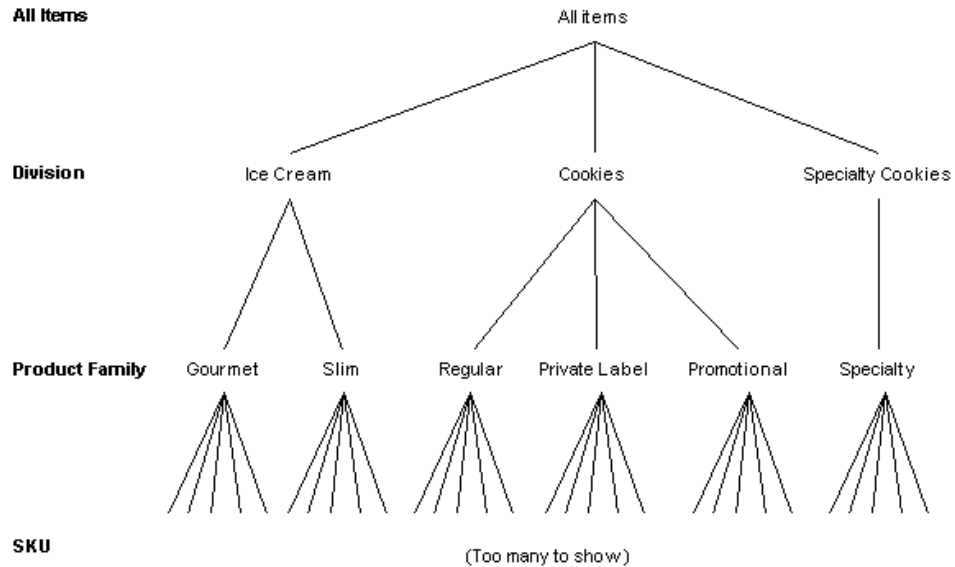 All Items
All items
Division
Ice Cream
Cookies
Specialty Cookies
Product Family
Gourmet
Slim
Regular
Private Label
Promotional
Specialty
SKU
(Too many to show)